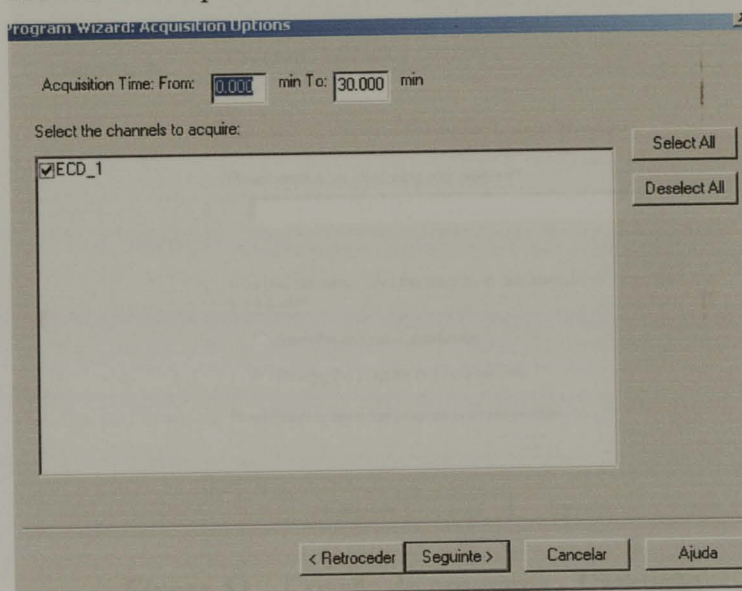 Program Wizard: Acquisition Options
Acquisition Time: From: 0.000 min To: 30.000 min
Select the channels to acquire:
ECD_1
Select All
Deselect All
< Retroceder Seguinte > Cancelar Ajuda